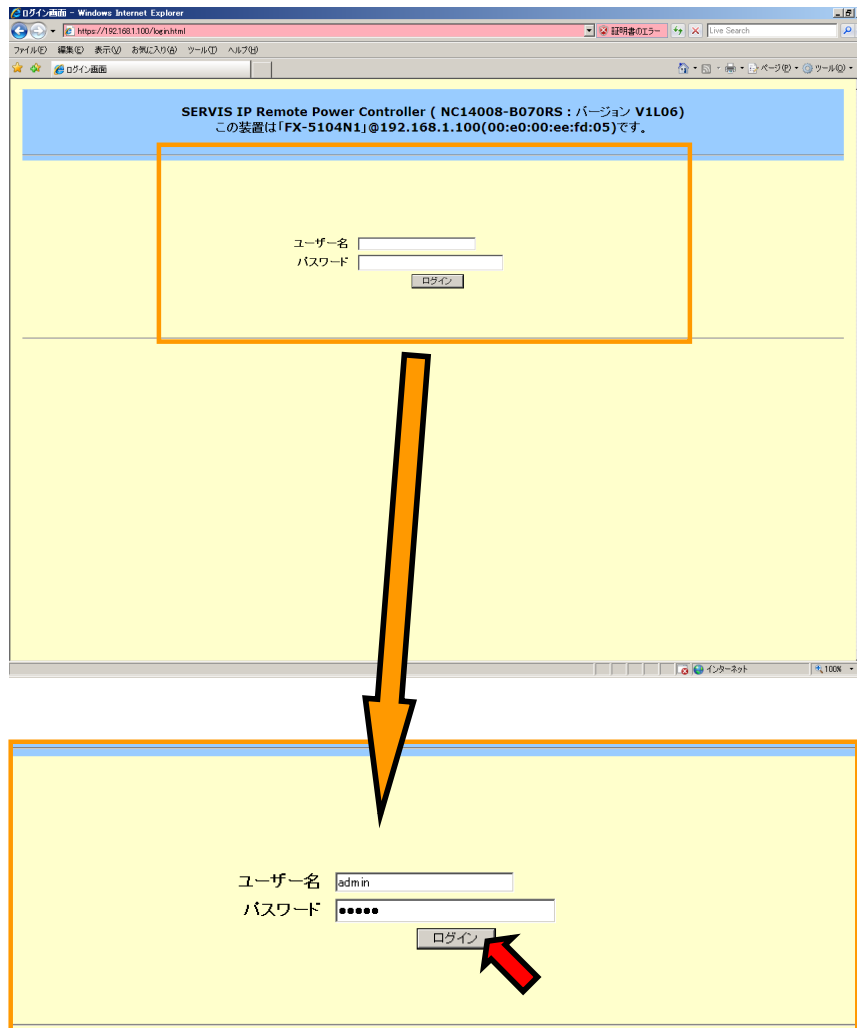 ログイン画面 - Windows Internet Explorer
https://192.168.1.100/login.html 証明書のエラー Live Search
ファイル(F) 編集(E) 表示(V) お気に入り(A) ツール(T) ヘルプ(H)
ログイン画面 ページ(P) ツール(O)
SERVIS IP Remote Power Controller ( NC14008-B070RS : バージョン V1L06)
この装置は「FX-5104N1」@192.168.1.100(00:e0:00:ee:fd:05)です。
ユーザー名
パスワード
ログイン
インターネット 100%
ユーザー名 admin
パスワード ●●●●●
ログイン